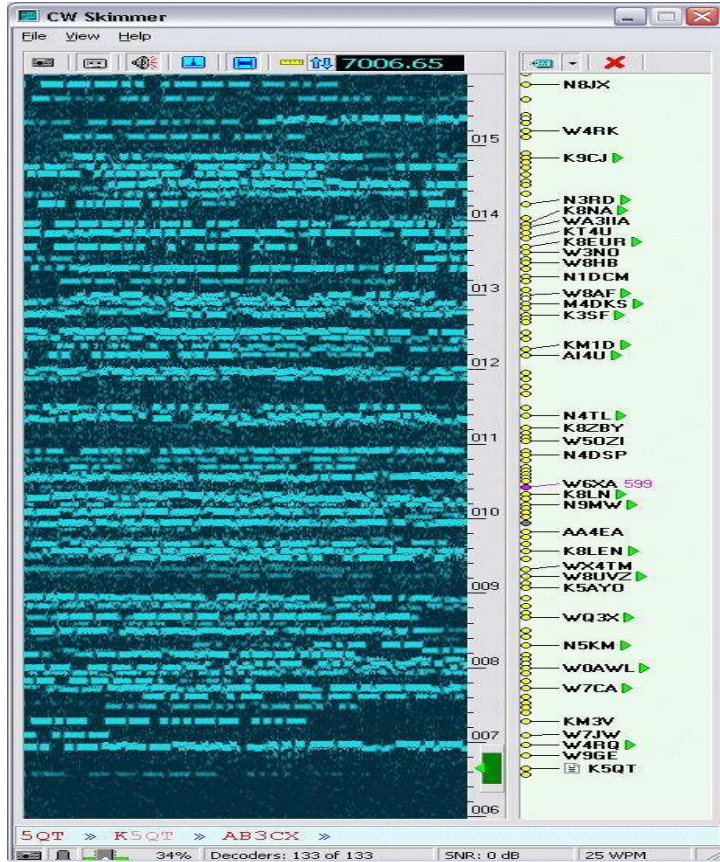 CW Skimmer
File View Help
7006.65
015
014
013
012
011
010
009
008
007
006
N8JX
W4RK
K9CJ
N3RD
K8NA
WA3IIA
KT4U
K8EUR
W3NO
W8HB
N1DCM
W8AF
M4DKS
K3SF
KM1D
AI4U
N4TL
K8ZBY
W5OZI
N4DSP
W6XA 599
K8LN
N9MW
AA4EA
K8LEN
WX4TM
W8UVZ
K5AYO
WQ3X
N5KM
W0AWL
W7CA
KM3V
W7JW
W4RQ
W9GE
K5QT
5QT » K5QT » AB3CX »
34% Decoders: 133 of 133 SNR: 0 dB 25 WPM